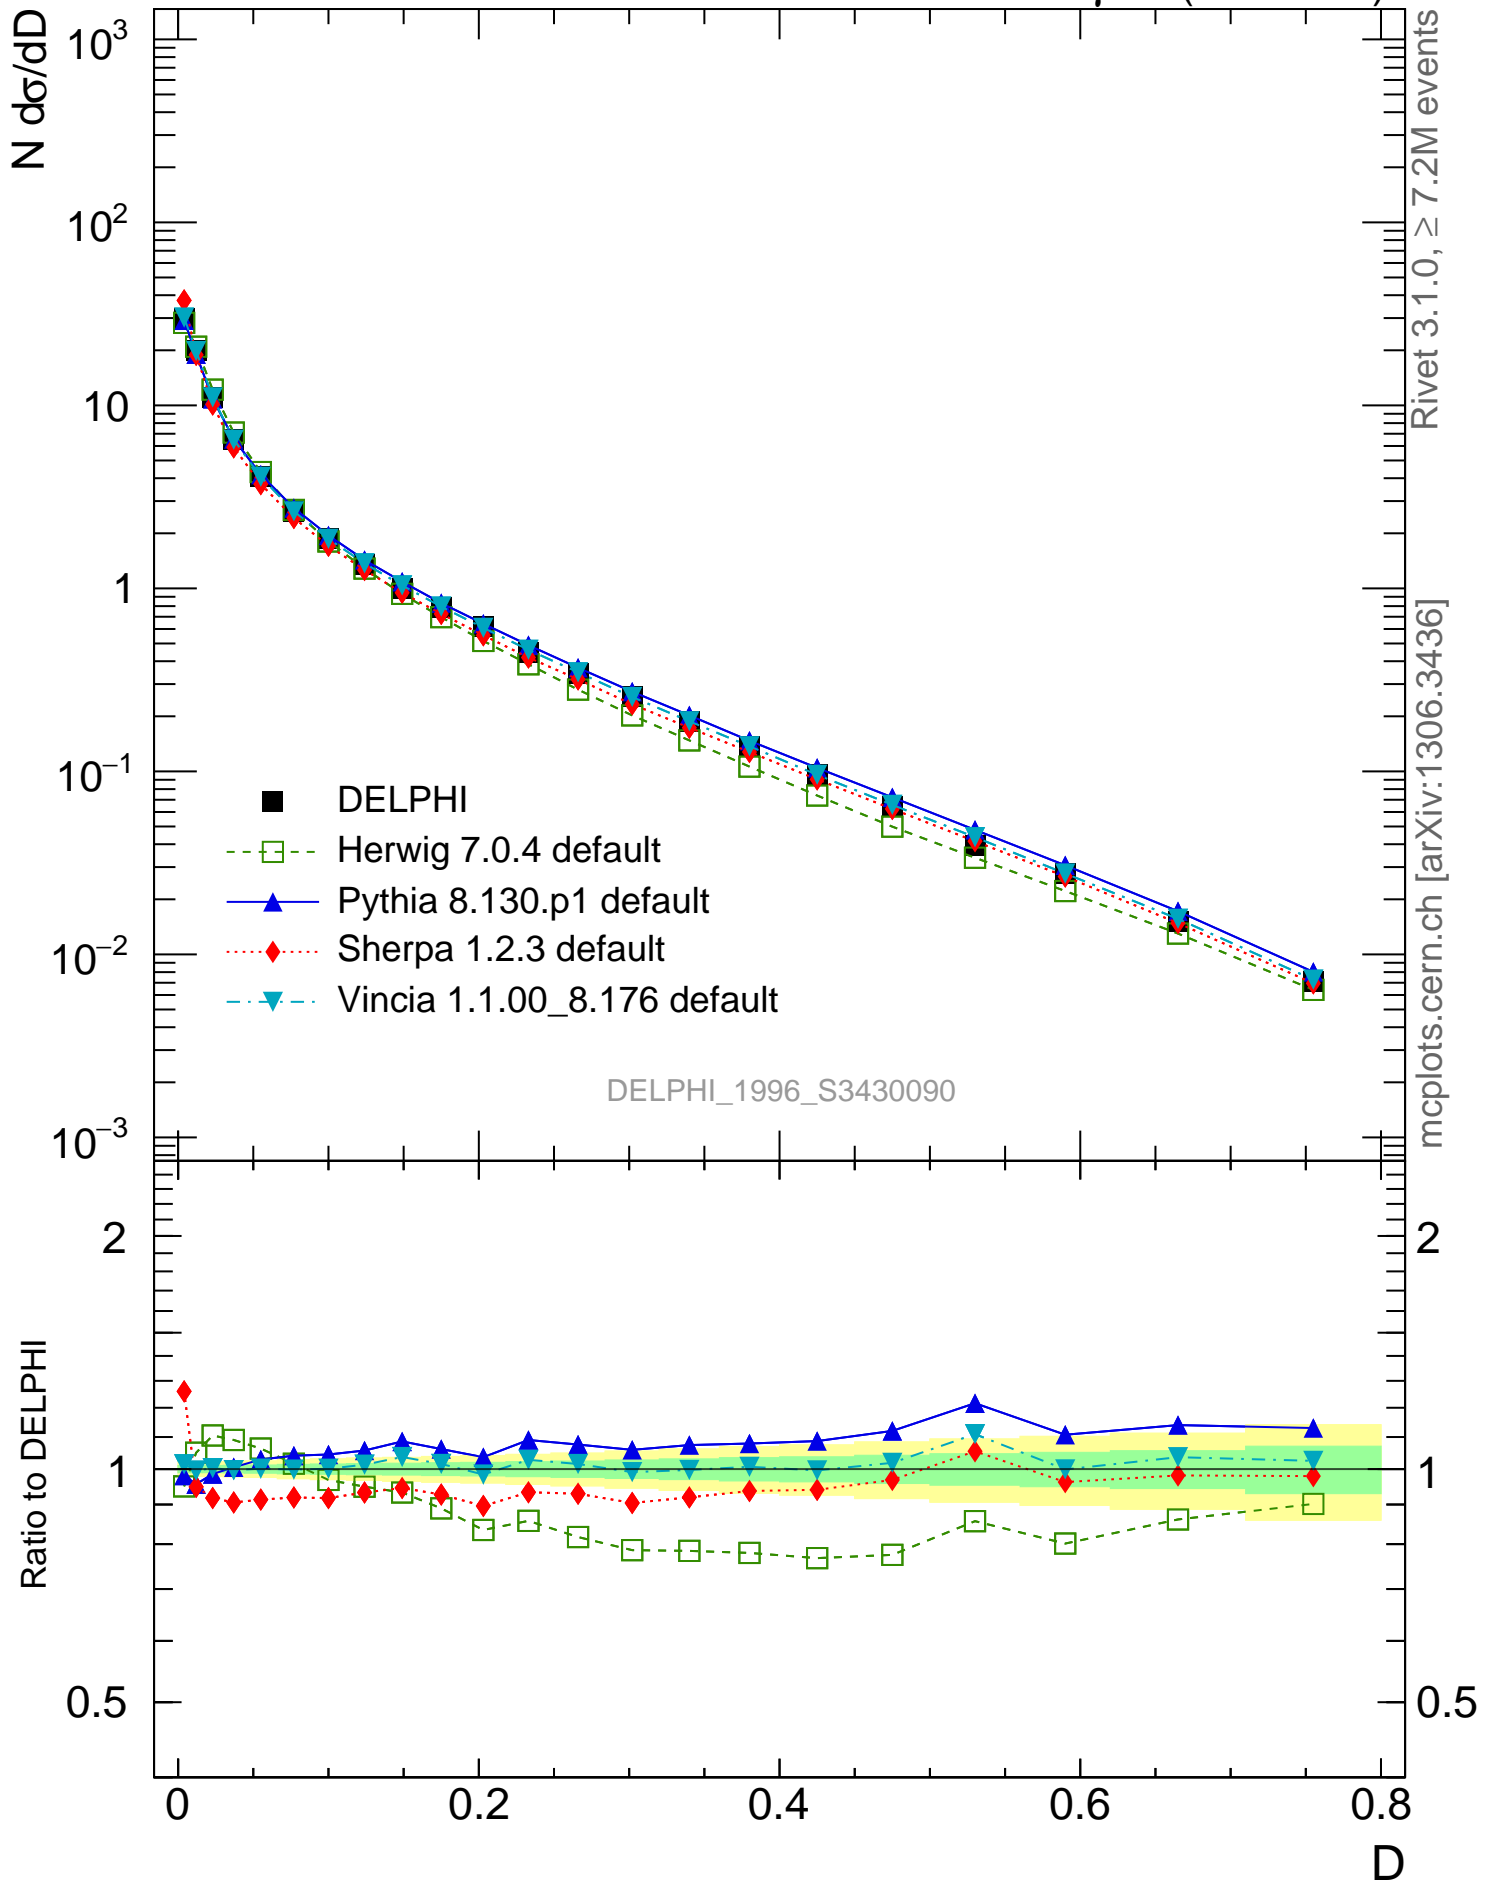 N dσ/dD
10³
10²
10
1
10⁻¹
10⁻²
10⁻³
DELPHI
Herwig 7.0.4 default
Pythia 8.130.p1 default
Sherpa 1.2.3 default
Vincia 1.1.00_8.176 default
DELPHI_1996_S3430090
Rivet 3.1.0, ≥ 7.2M events
mcplots.cern.ch [arXiv:1306.3436]
Ratio to DELPHI
2
1
0.5
2
1
0.5
0 0.2 0.4 0.6 0.8
D